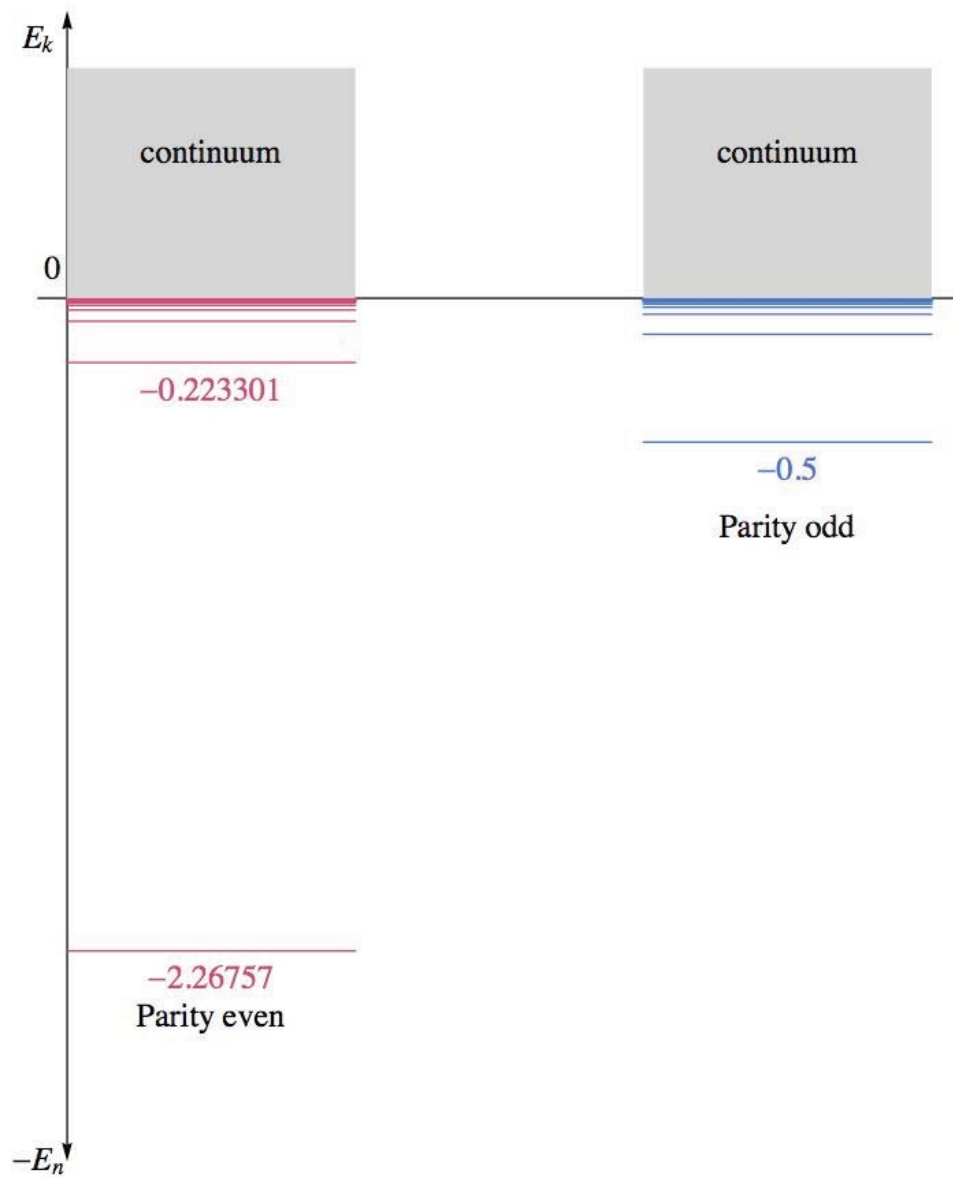 E_k
continuum
continuum
0
−0.223301
−0.5
Parity odd
−2.26757
Parity even
−E_n